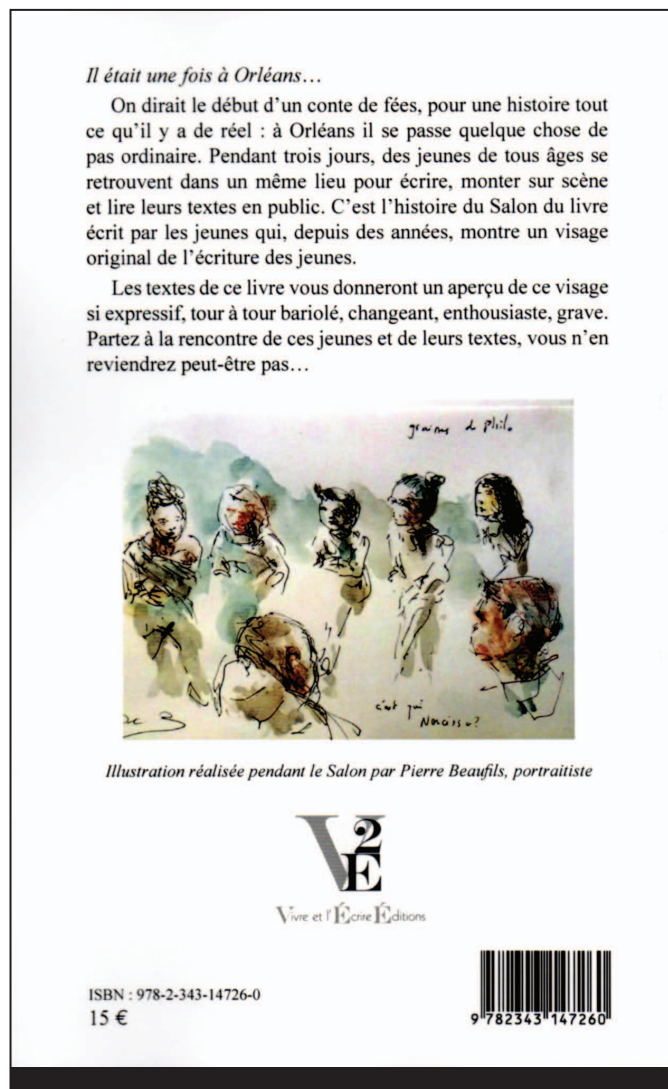 Il était une fois à Orléans…
On dirait le début d’un conte de fées, pour une histoire tout
ce qu’il y a de réel : à Orléans il se passe quelque chose de
pas ordinaire. Pendant trois jours, des jeunes de tous âges se
retrouvent dans un même lieu pour écrire, monter sur scène
et lire leurs textes en public. C’est l’histoire du Salon du livre
écrit par les jeunes qui, depuis des années, montre un visage
original de l’écriture des jeunes.
Les textes de ce livre vous donneront un aperçu de ce visage
si expressif, tour à tour bariolé, changeant, enthousiaste, grave.
Partez à la rencontre de ces jeunes et de leurs textes, vous n’en
reviendrez peut-être pas…
de philo
c'est qui
Narcisse?
Illustration réalisée pendant le Salon par Pierre Beaufils, portraitiste
V2E
Vivre et l'Écrire Éditions
ISBN : 978-2-343-14726-0
15 €
9 782343 147260